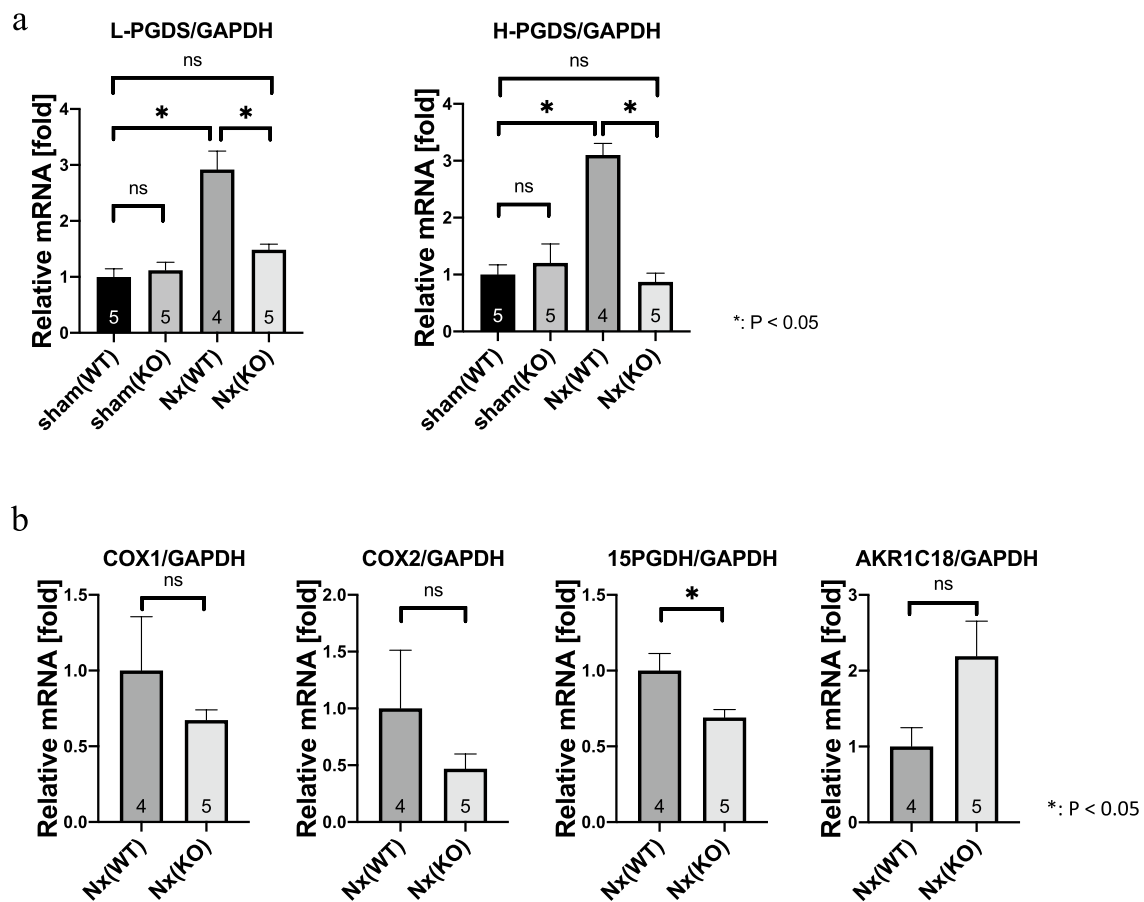 a
L-PGDS/GAPDH
ns
*
*
ns
Relative mRNA [fold]
4
3
2
1
0
5
5
4
5
sham(WT)
sham(KO)
Nx(WT)
Nx(KO)
H-PGDS/GAPDH
ns
*
*
ns
Relative mRNA [fold]
4
3
2
1
0
5
5
4
5
sham(WT)
sham(KO)
Nx(WT)
Nx(KO)
*: P < 0.05
b
COX1/GAPDH
ns
Relative mRNA [fold]
1.5
1.0
0.5
0.0
4
5
Nx(WT)
Nx(KO)
COX2/GAPDH
ns
Relative mRNA [fold]
2.0
1.5
1.0
0.5
0.0
4
5
Nx(WT)
Nx(KO)
15PGDH/GAPDH
*
Relative mRNA [fold]
1.5
1.0
0.5
0.0
4
5
Nx(WT)
Nx(KO)
AKR1C18/GAPDH
ns
Relative mRNA [fold]
3
2
1
0
4
5
Nx(WT)
Nx(KO)
*: P < 0.05